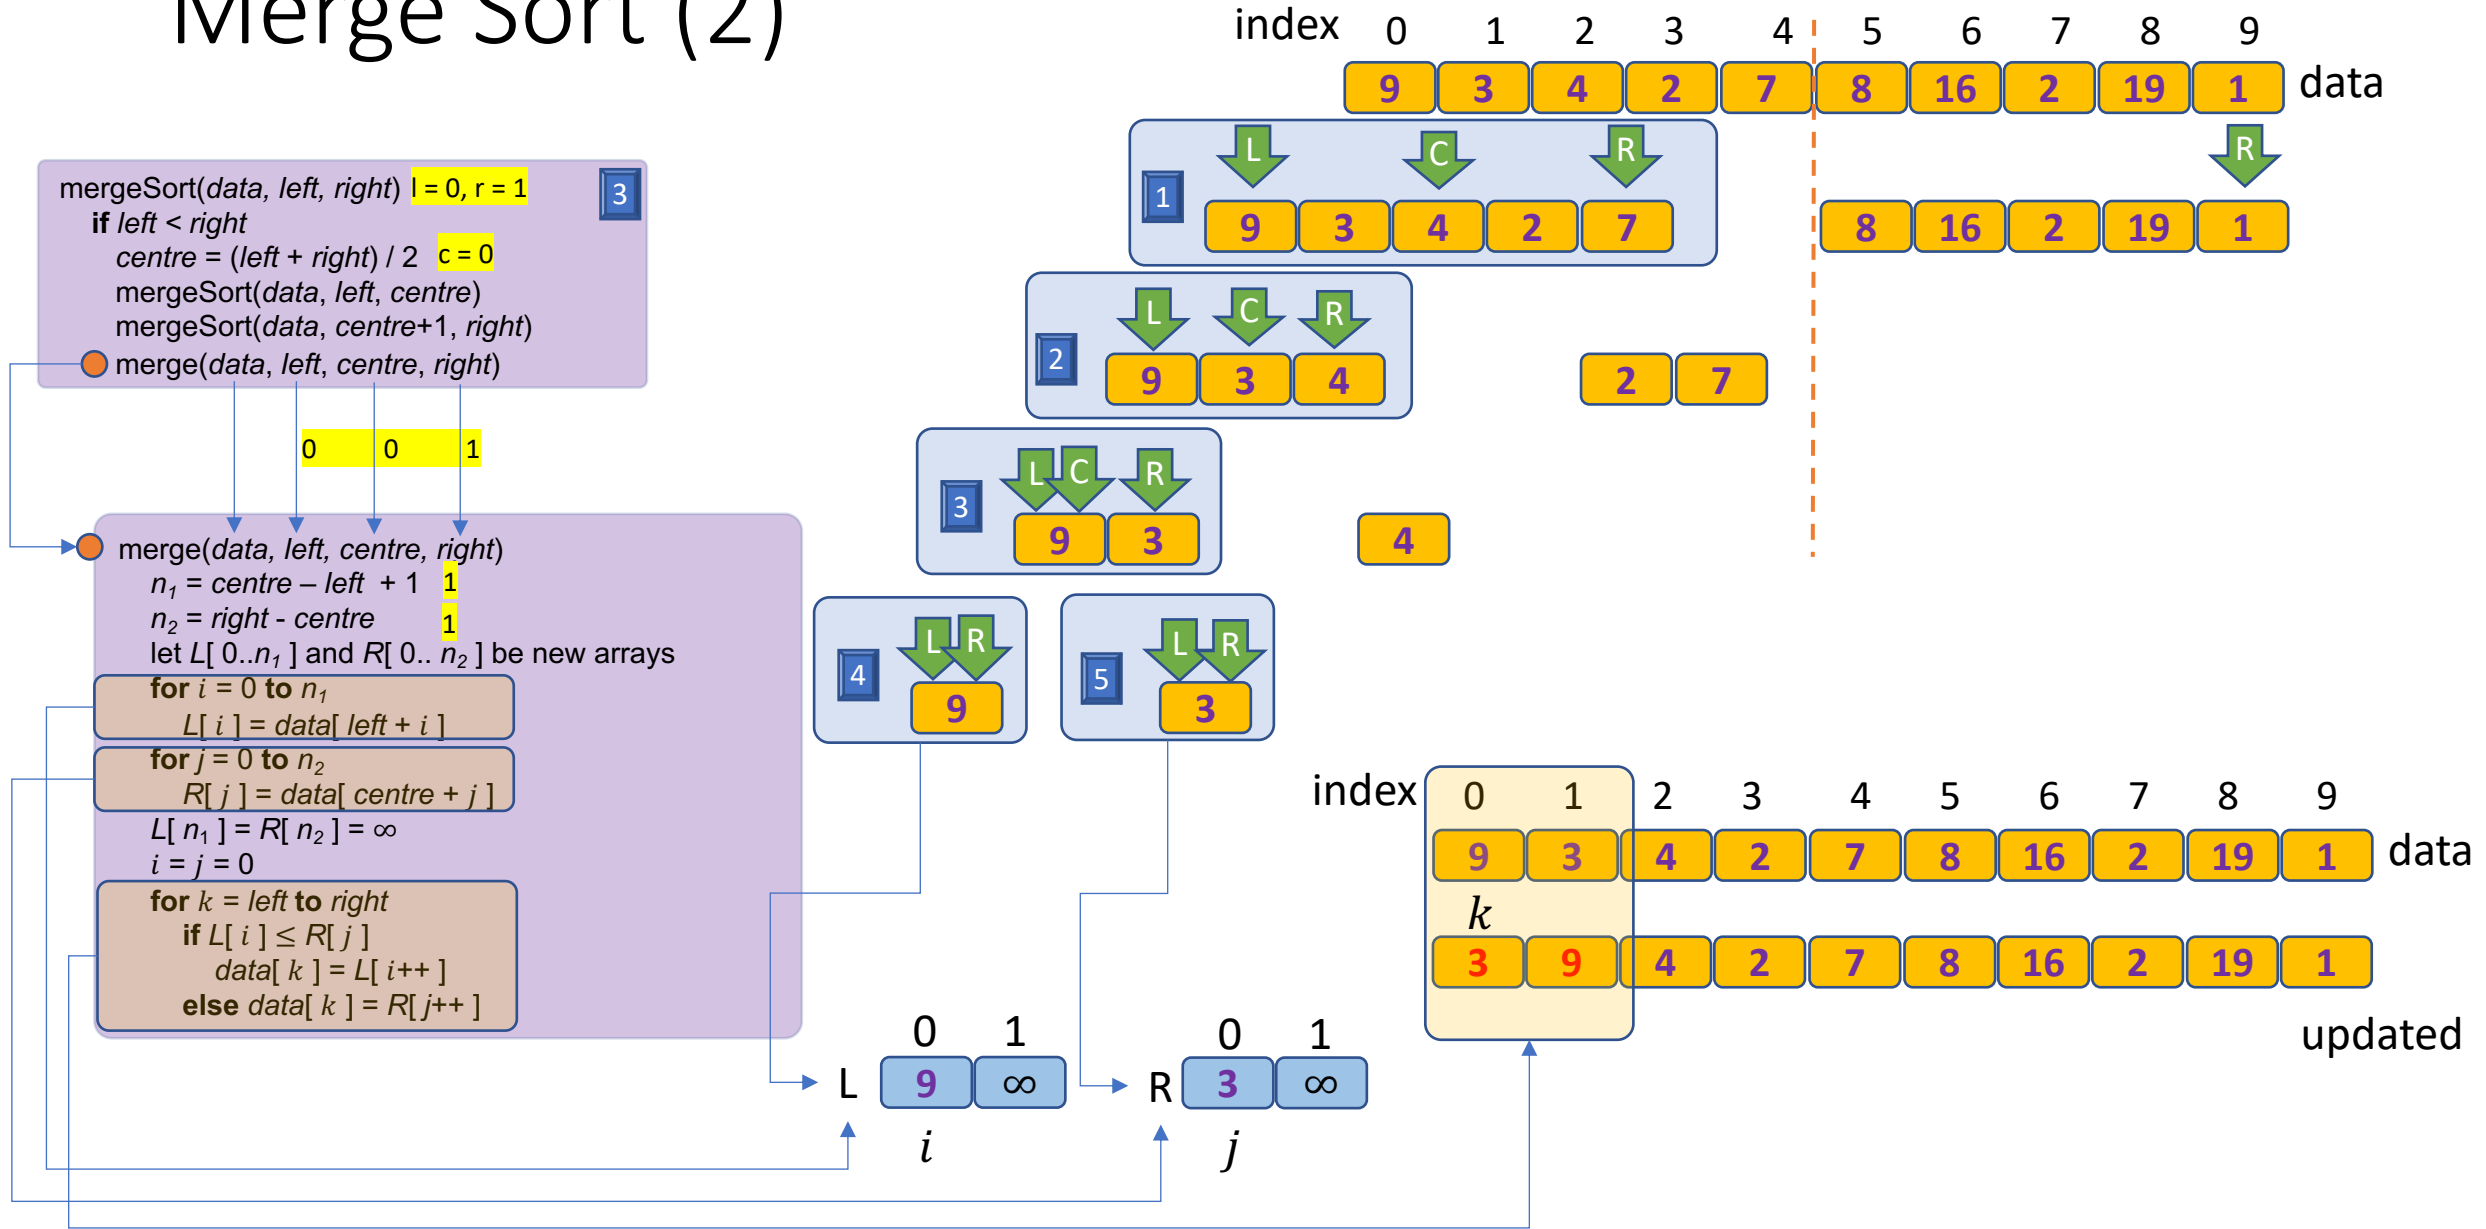 Merge Sort (2)
index 0 1 2 3 4 5 6 7 8 9
9 3 4 2 7 8 16 2 19 1 data
mergeSort(data, left, right) l = 0, r = 1
3
if left < right
centre = (left + right) / 2 c = 0
mergeSort(data, left, centre)
mergeSort(data, centre+1, right)
merge(data, left, centre, right)
0 0 1
merge(data, left, centre, right)
n1 = centre – left + 1 1
n2 = right - centre 1
let L[ 0..n1 ] and R[ 0.. n2 ] be new arrays
for i = 0 to n1
L[ i ] = data[ left + i ]
for j = 0 to n2
R[ j ] = data[ centre + j ]
L[ n1 ] = R[ n2 ] = ∞
i = j = 0
for k = left to right
if L[ i ] ≤ R[ j ]
data[ k ] = L[ i++ ]
else data[ k ] = R[ j++ ]
L C R R
1
9 3 4 2 7 8 16 2 19 1
L C R
2
9 3 4 2 7
L C R
3
9 3 4
L R L R
4 5
9 3
index 0 1 2 3 4 5 6 7 8 9
9 3 4 2 7 8 16 2 19 1 data
k
3 9 4 2 7 8 16 2 19 1
updated
0 1 0 1
L 9 ∞ R 3 ∞
i j